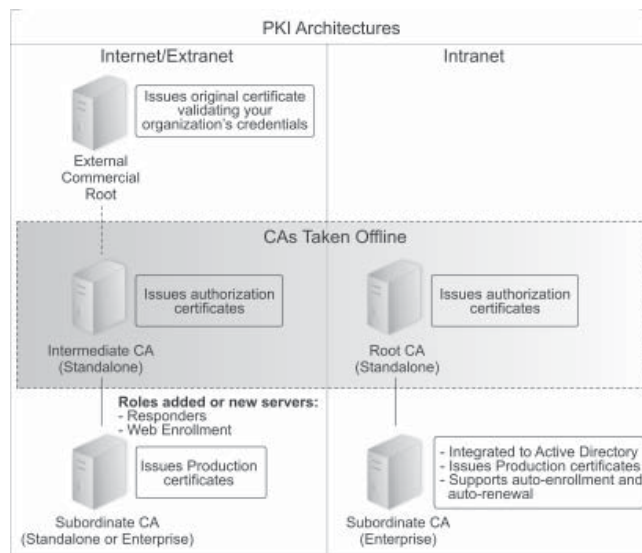 PKI Architectures
Internet/Extranet
Intranet
Issues original certificate
validating your
organization's credentials
External
Commercial
Root
CAs Taken Offline
Issues authorization
certificates
Intermediate CA
(Standalone)
Issues authorization
certificates
Root CA
(Standalone)
Roles added or new servers:
- Responders
- Web Enrollment
Issues Production
certificates
Subordinate CA
(Standalone or Enterprise)
- Integrated to Active Directory
- Issues Production certificates
- Supports auto-enrollment and
auto-renewal
Subordinate CA
(Enterprise)